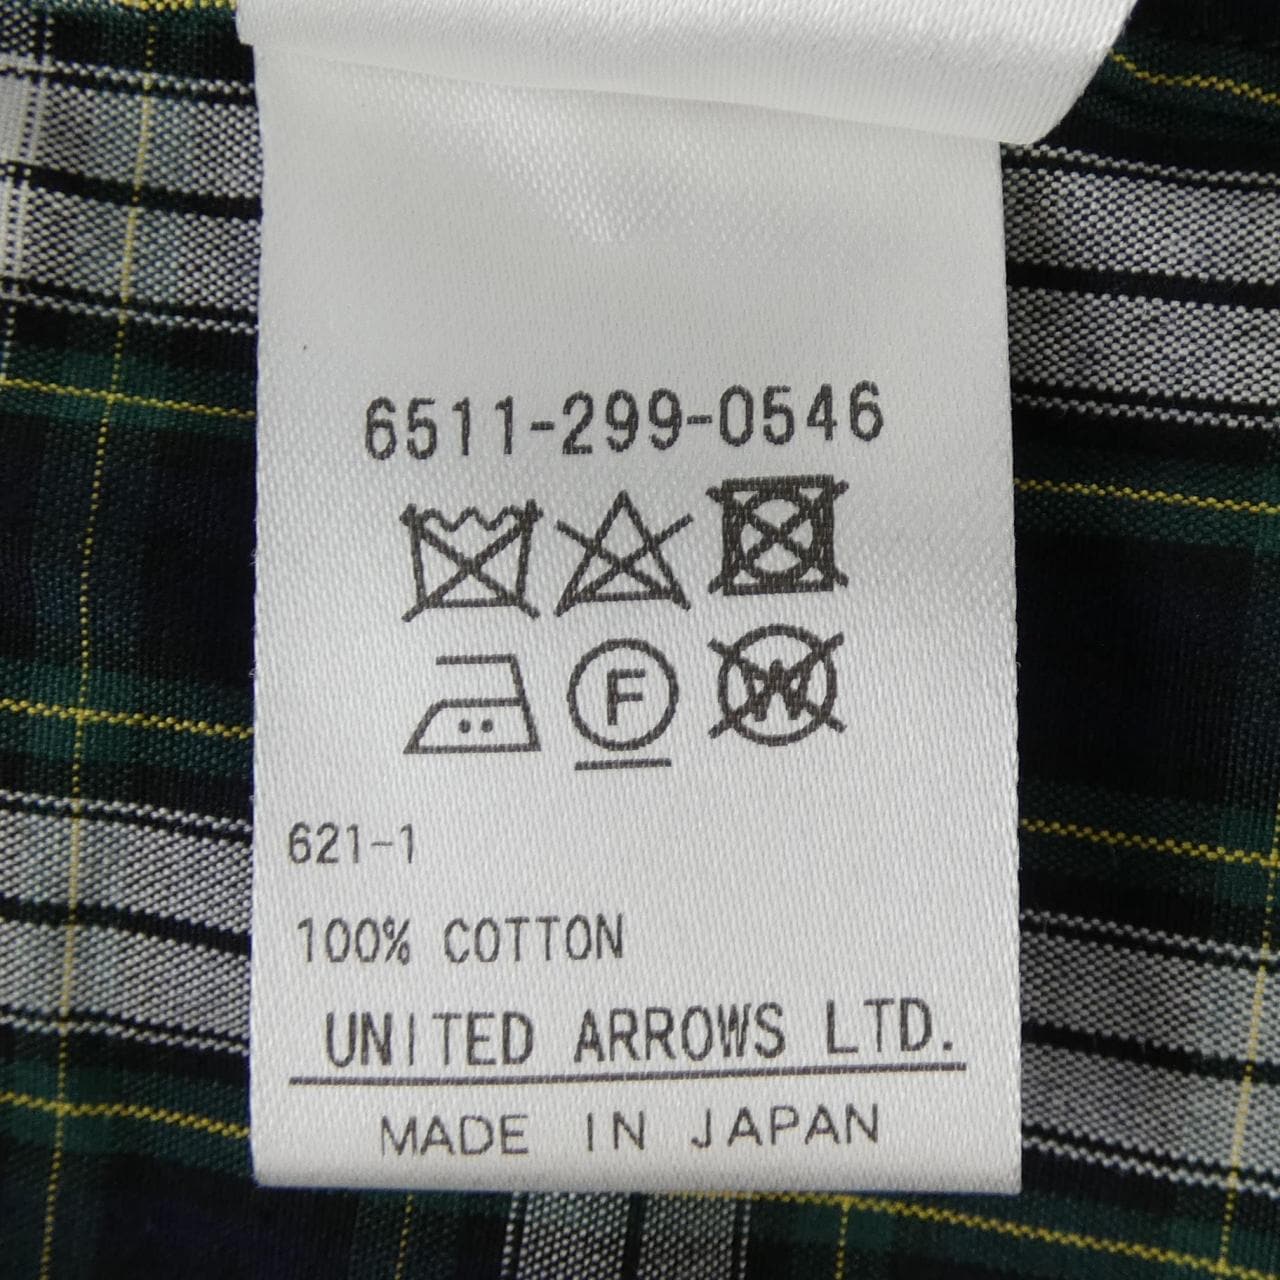 6511-299-0546
F
W
621-1
100% COTTON
UNITED ARROWS LTD.
MADE IN JAPAN